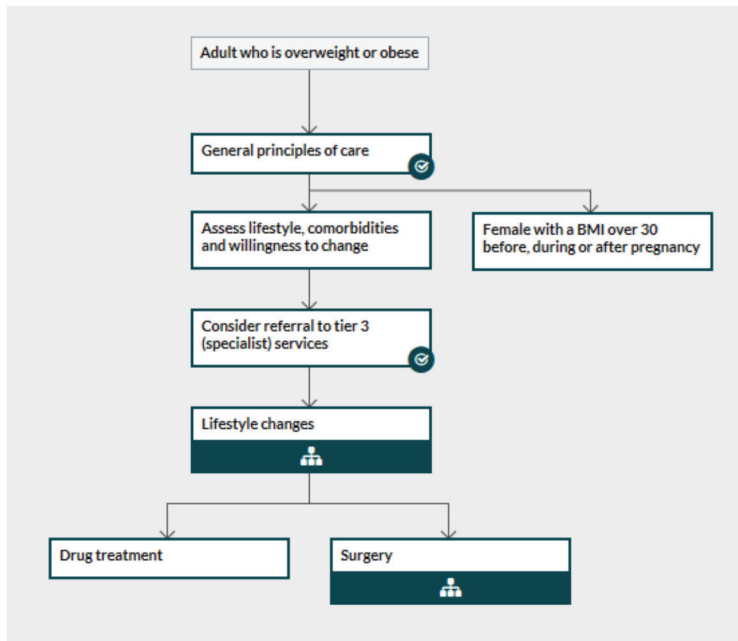 Adult who is overweight or obese
General principles of care
Assess lifestyle, comorbidities
and willingness to change
Female with a BMI over 30
before, during or after pregnancy
Consider referral to tier 3
(specialist) services
Lifestyle changes
Drug treatment
Surgery